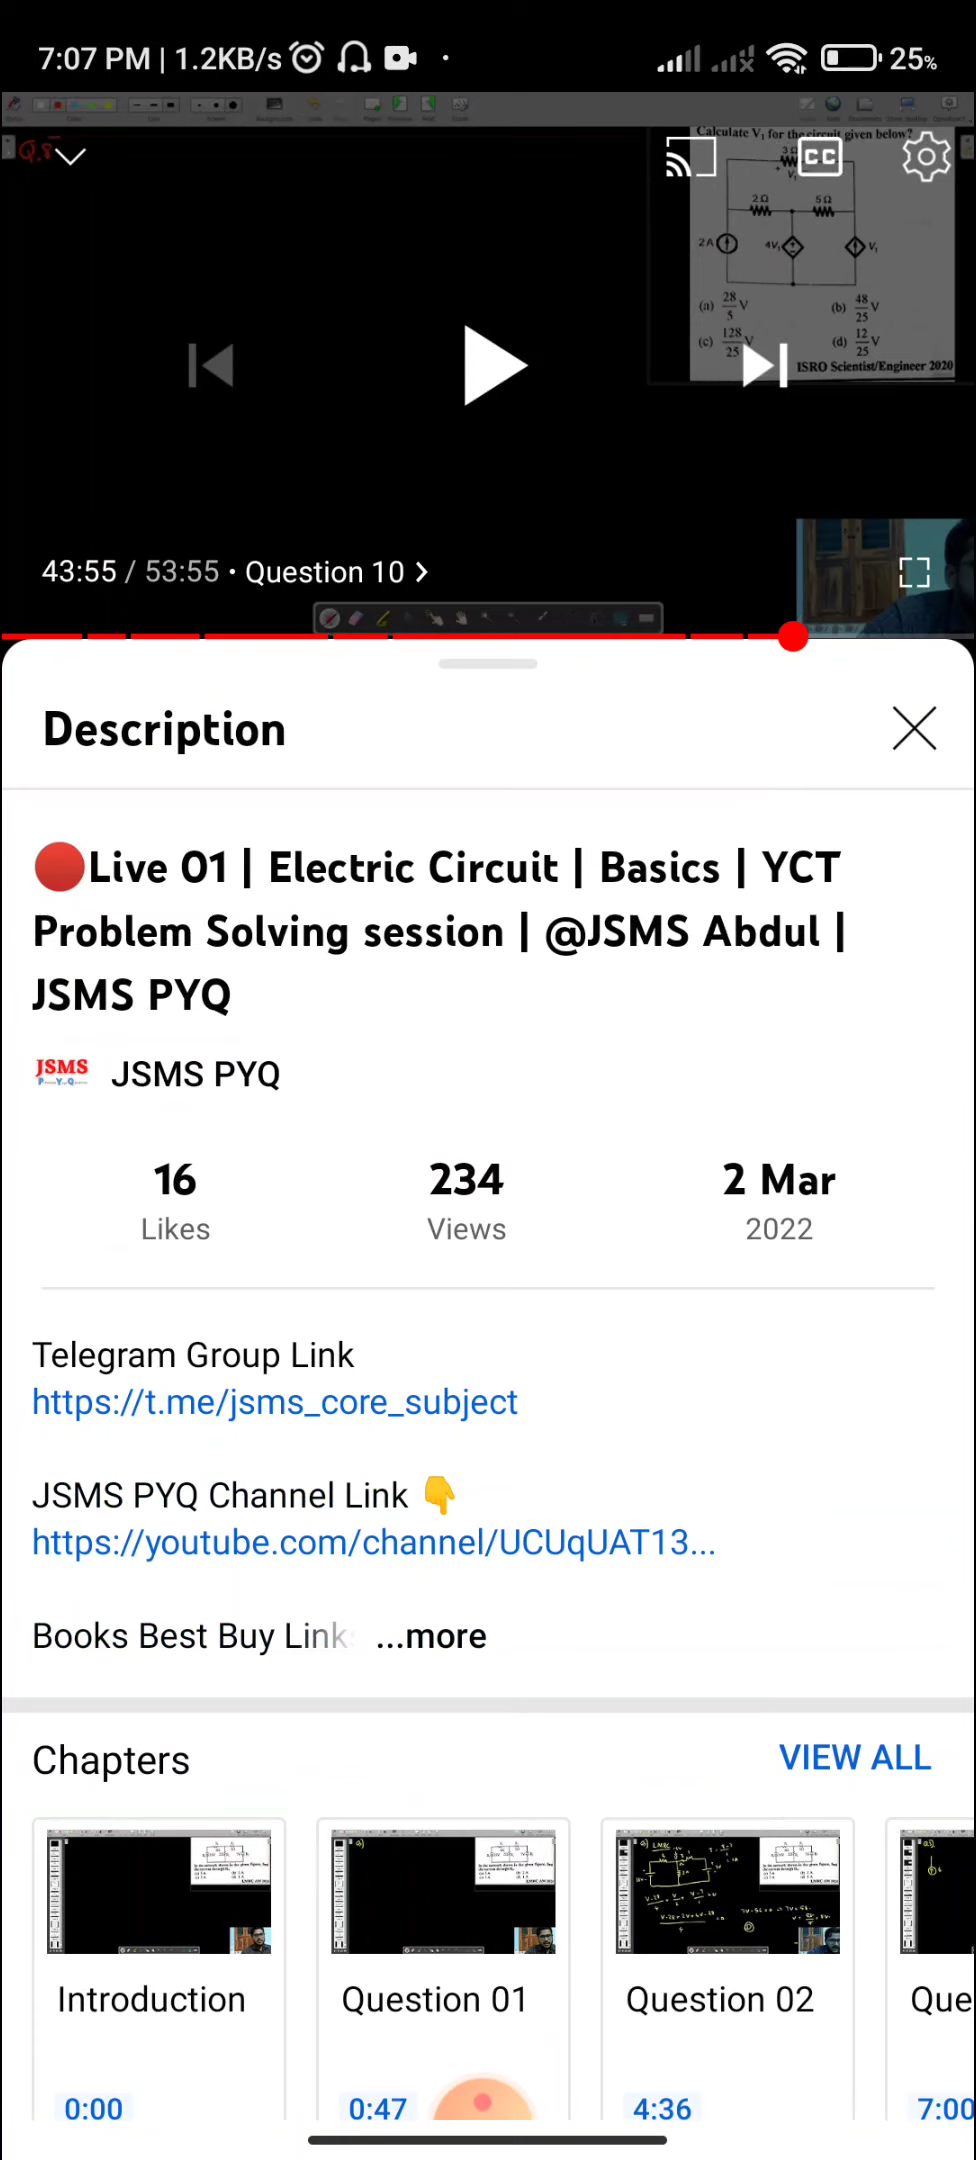 7:07 PM | 1.2KB/s
25%
Q.8
Calculate V₁ for the circuit given below?
3Ω
+ V₁
CC
2Ω
5Ω
2A
4V₁
V₁
(a) 28/5 V
(b) 48/25 V
(c) 128/25 V
(d) 12/25 V
ISRO Scientist/Engineer 2020
43:55 / 53:55 • Question 10 >
Description
🔴Live 01 | Electric Circuit | Basics | YCT
Problem Solving session | @JSMS Abdul |
JSMS PYQ
JSMS
JSMS PYQ
16
234
2 Mar
Likes
Views
2022
Telegram Group Link
https://t.me/jsms_core_subject
JSMS PYQ Channel Link 👇
https://youtube.com/channel/UCUqUAT13...
Books Best Buy Links ...more
Chapters
VIEW ALL
Introduction
Question 01
Question 02
Que
0:00
0:47
4:36
7:00